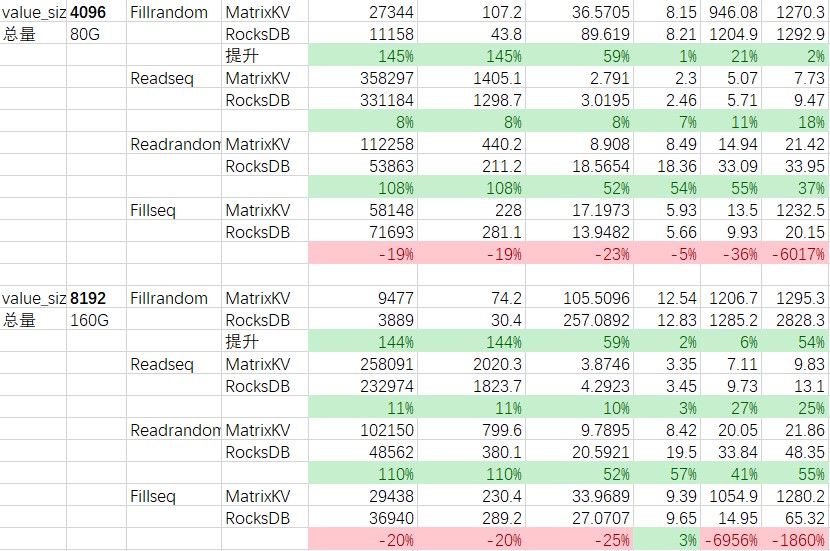 value_siz 4096 Fillrandom MatrixKV 27344 107.2 36.5705 8.15 946.08 1270.3
总量 80G RocksDB 11158 43.8 89.619 8.21 1204.9 1292.9
提升 145% 145% 59% 1% 21% 2%
Readseq MatrixKV 358297 1405.1 2.791 2.3 5.07 7.73
RocksDB 331184 1298.7 3.0195 2.46 5.71 9.47
8% 8% 8% 7% 11% 18%
Readrandom MatrixKV 112258 440.2 8.908 8.49 14.94 21.42
RocksDB 53863 211.2 18.5654 18.36 33.09 33.95
108% 108% 52% 54% 55% 37%
Fillseq MatrixKV 58148 228 17.1973 5.93 13.5 1232.5
RocksDB 71693 281.1 13.9482 5.66 9.93 20.15
-19% -19% -23% -5% -36% -6017%
value_siz 8192 Fillrandom MatrixKV 9477 74.2 105.5096 12.54 1206.7 1295.3
总量 160G RocksDB 3889 30.4 257.0892 12.83 1285.2 2828.3
提升 144% 144% 59% 2% 6% 54%
Readseq MatrixKV 258091 2020.3 3.8746 3.35 7.11 9.83
RocksDB 232974 1823.7 4.2923 3.45 9.73 13.1
11% 11% 10% 3% 27% 25%
Readrandom MatrixKV 102150 799.6 9.7895 8.42 20.05 21.86
RocksDB 48562 380.1 20.5921 19.5 33.84 48.35
110% 110% 52% 57% 41% 55%
Fillseq MatrixKV 29438 230.4 33.9689 9.39 1054.9 1280.2
RocksDB 36940 289.2 27.0707 9.65 14.95 65.32
-20% -20% -25% 3% -6956% -1860%